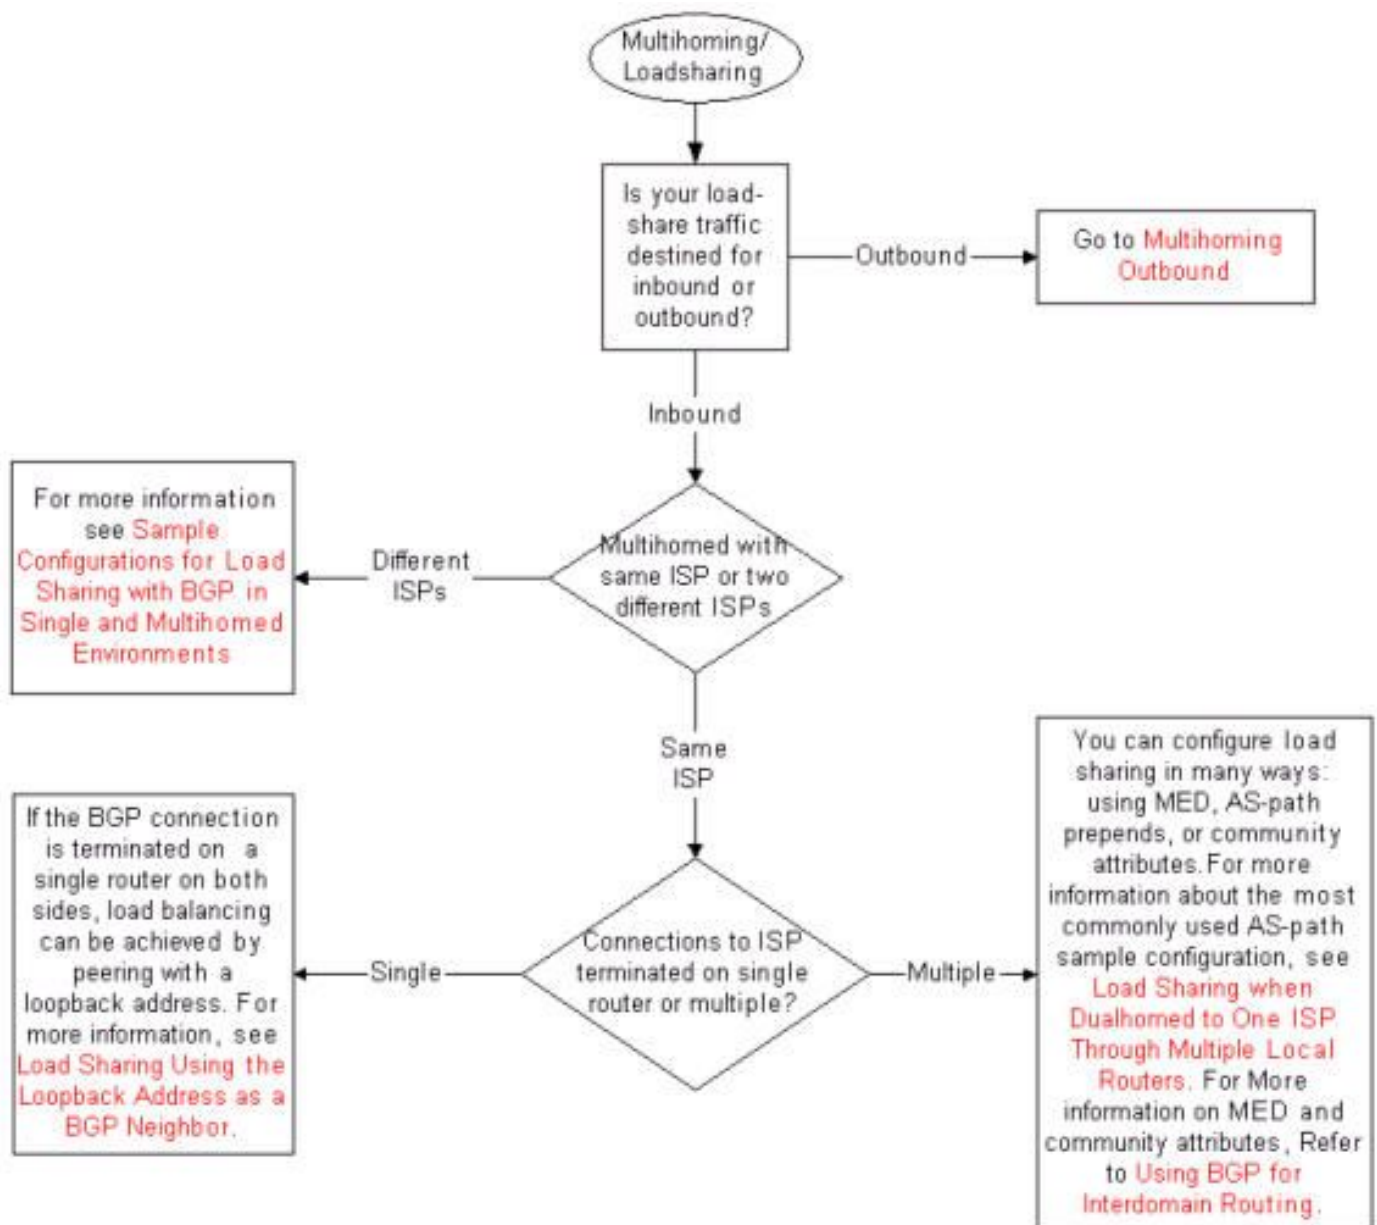 Multihoming/
Loadsharing
Is your load-
share traffic
destined for
inbound or
outbound?
Outbound
Go to Multihoming
Outbound
Inbound
For more information
see Sample
Configurations for Load
Sharing with BGP in
Single and Multihomed
Environments
Different
ISPs
Multihomed with
same ISP or two
different ISPs
Same
ISP
If the BGP connection
is terminated on a
single router on both
sides, load balancing
can be achieved by
peering with a
loopback address. For
more information, see
Load Sharing Using the
Loopback Address as a
BGP Neighbor.
Single
Connections to ISP
terminated on single
router or multiple?
Multiple
You can configure load
sharing in many ways:
using MED, AS-path
prepends, or community
attributes. For more
information about the most
commonly used AS-path
sample configuration, see
Load Sharing when
Dualhomed to One ISP
Through Multiple Local
Routers. For More
information on MED and
community attributes, Refer
to Using BGP for
Interdomain Routing.